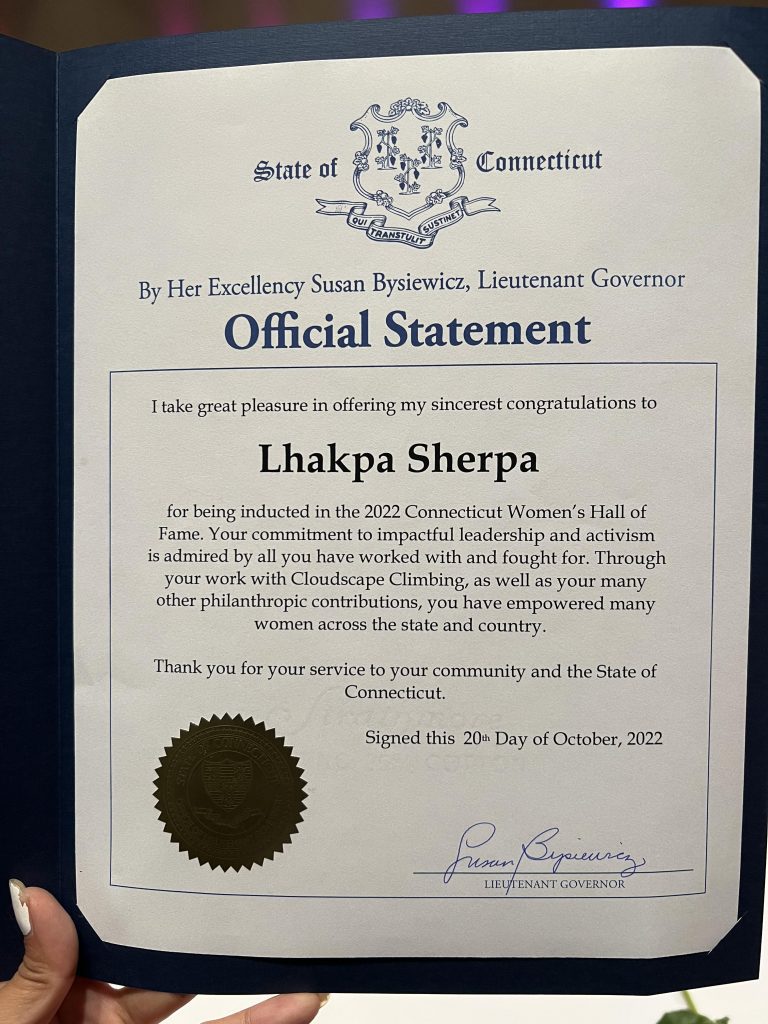 State of Connecticut
QUI TRANSTULIT SUSTINET
By Her Excellency Susan Bysiewicz, Lieutenant Governor
Official Statement
I take great pleasure in offering my sincerest congratulations to
Lhakpa Sherpa
for being inducted in the 2022 Connecticut Women's Hall of
Fame. Your commitment to impactful leadership and activism
is admired by all you have worked with and fought for. Through
your work with Cloudscape Climbing, as well as your many
other philanthropic contributions, you have empowered many
women across the state and country.
Thank you for your service to your community and the State of
Connecticut.
Signed this 20th Day of October, 2022
Susan Bysiewicz
LIEUTENANT GOVERNOR